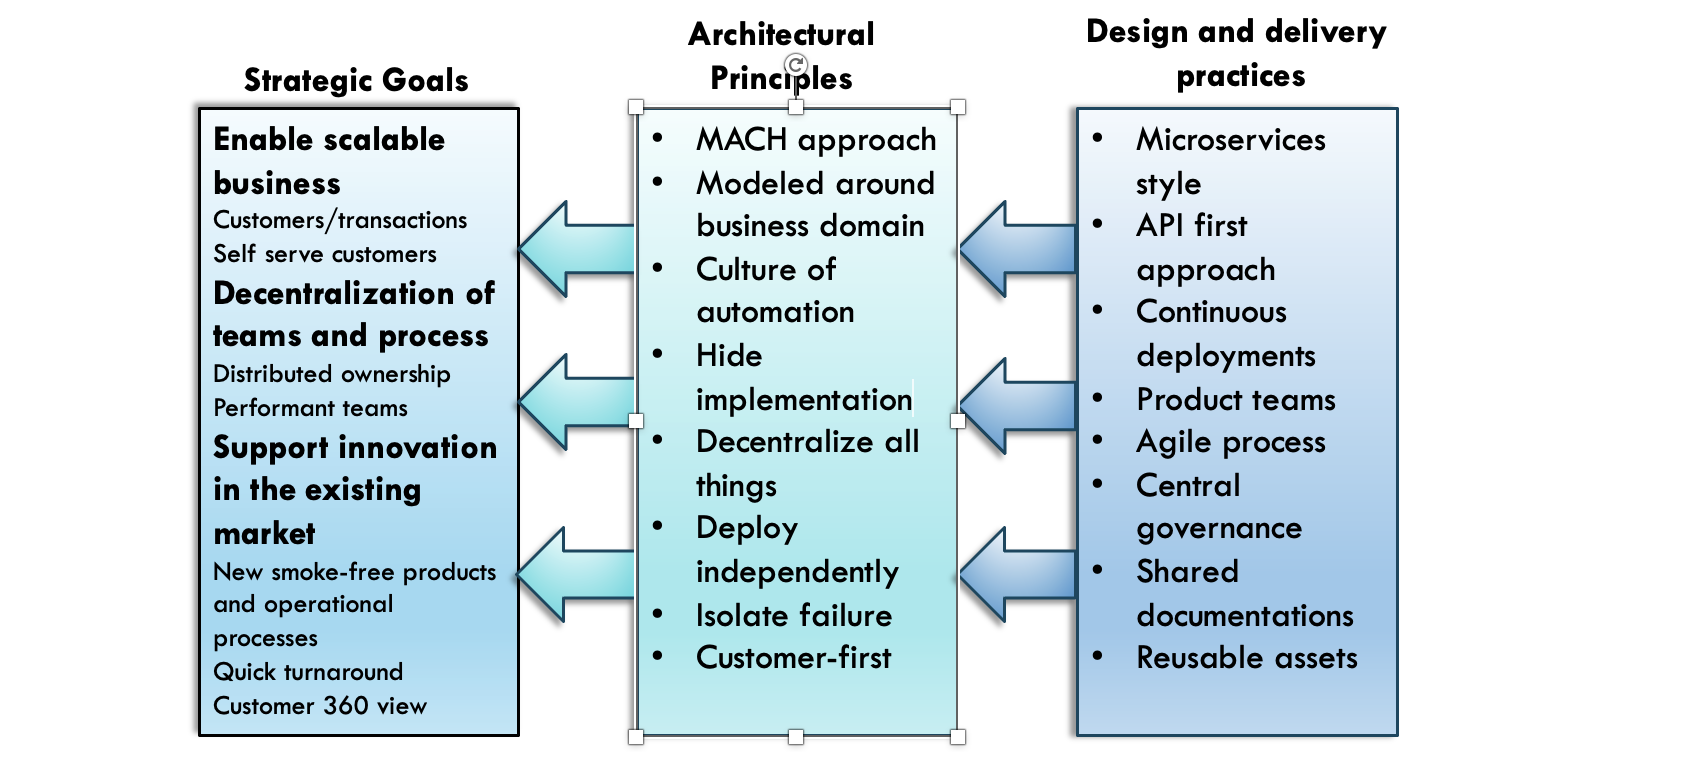 Strategic Goals
Enable scalable
business
Customers/transactions
Self serve customers
Decentralization of
teams and process
Distributed ownership
Performant teams
Support innovation
in the existing
market
New smoke-free products
and operational
processes
Quick turnaround
Customer 360 view
Architectural
Principles
• MACH approach
• Modeled around
business domain
• Culture of
automation
• Hide
implementation
• Decentralize all
things
• Deploy
independently
• Isolate failure
• Customer-first
Design and delivery
practices
• Microservices
style
• API first
approach
• Continuous
deployments
• Product teams
• Agile process
• Central
governance
• Shared
documentations
• Reusable assets